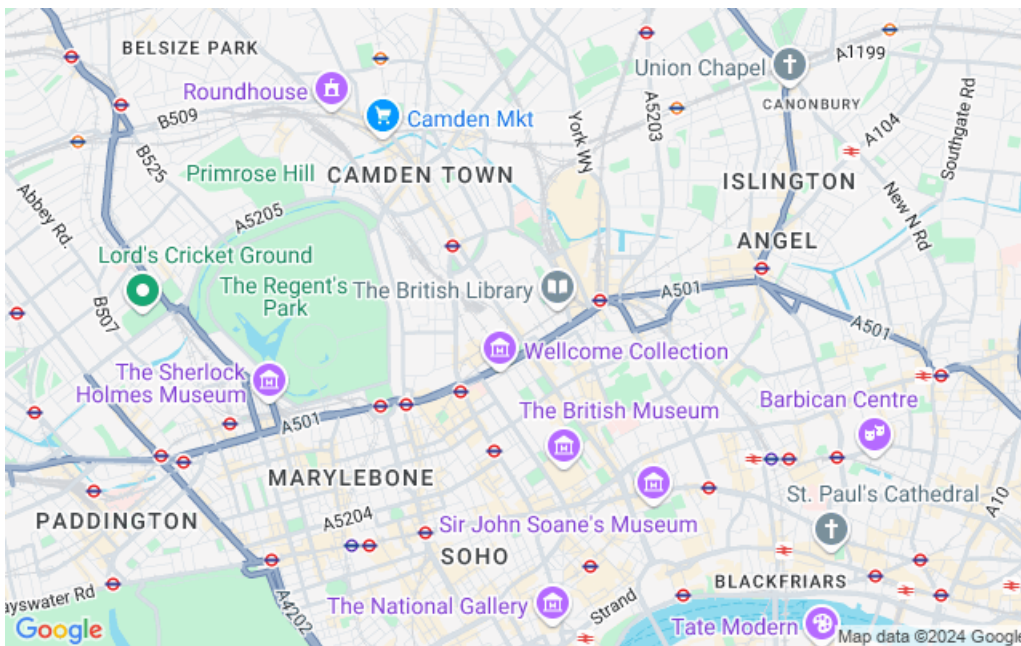 BELSIZE PARK
A1199
Union Chapel
Roundhouse
CANONBURY
Camden Mkt
B509
York Wy
A5203
A104
Southgate Rd
B525
Primrose Hill
CAMDEN TOWN
ISLINGTON
Abbey Rd.
A5205
New N Rd
ANGEL
Lord's Cricket Ground
The Regent's
Park
The British Library
A501
B507
A501
Wellcome Collection
The Sherlock
Holmes Museum
A501
The British Museum
Barbican Centre
MARYLEBONE
St. Paul's Cathedral
A10
PADDINGTON
A5204
Sir John Soane's Museum
SOHO
BLACKFRIARS
ayswater Rd
A4202
The National Gallery
Strand
Tate Modern
Google
Map data ©2024 Google